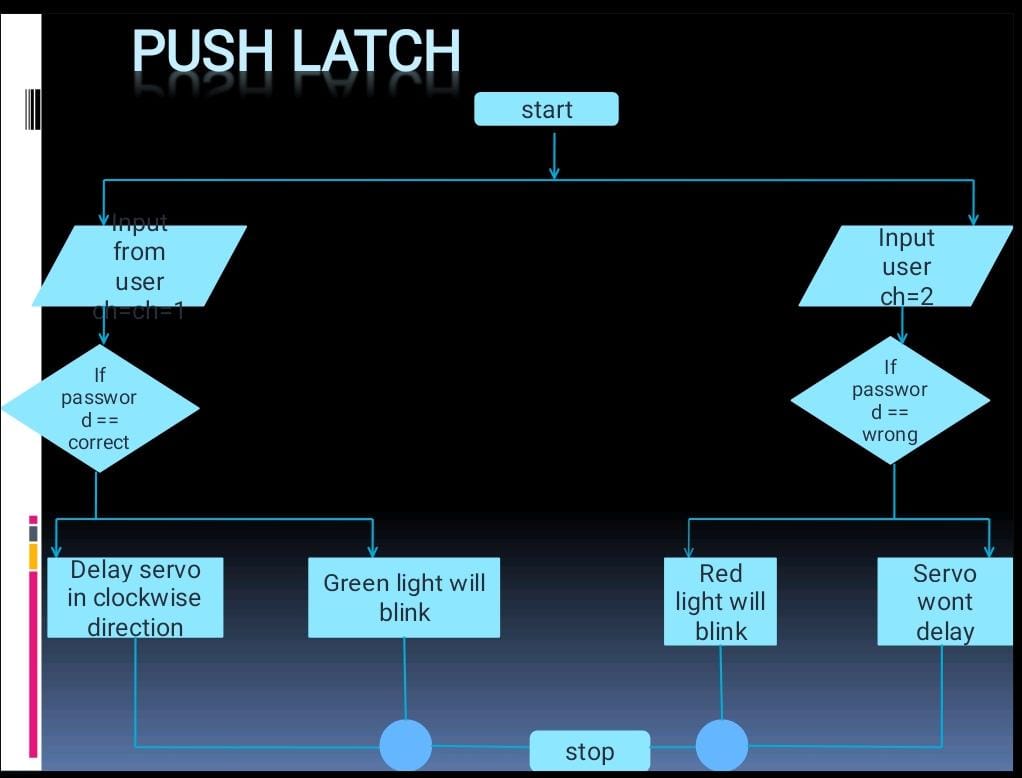 PUSH LATCH
start
Input
from
user
ch=ch=1
Input
user
ch=2
If
passwor
d ==
correct
If
passwor
d ==
wrong
Delay servo
in clockwise
direction
Green light will
blink
Red
light will
blink
Servo
wont
delay
stop